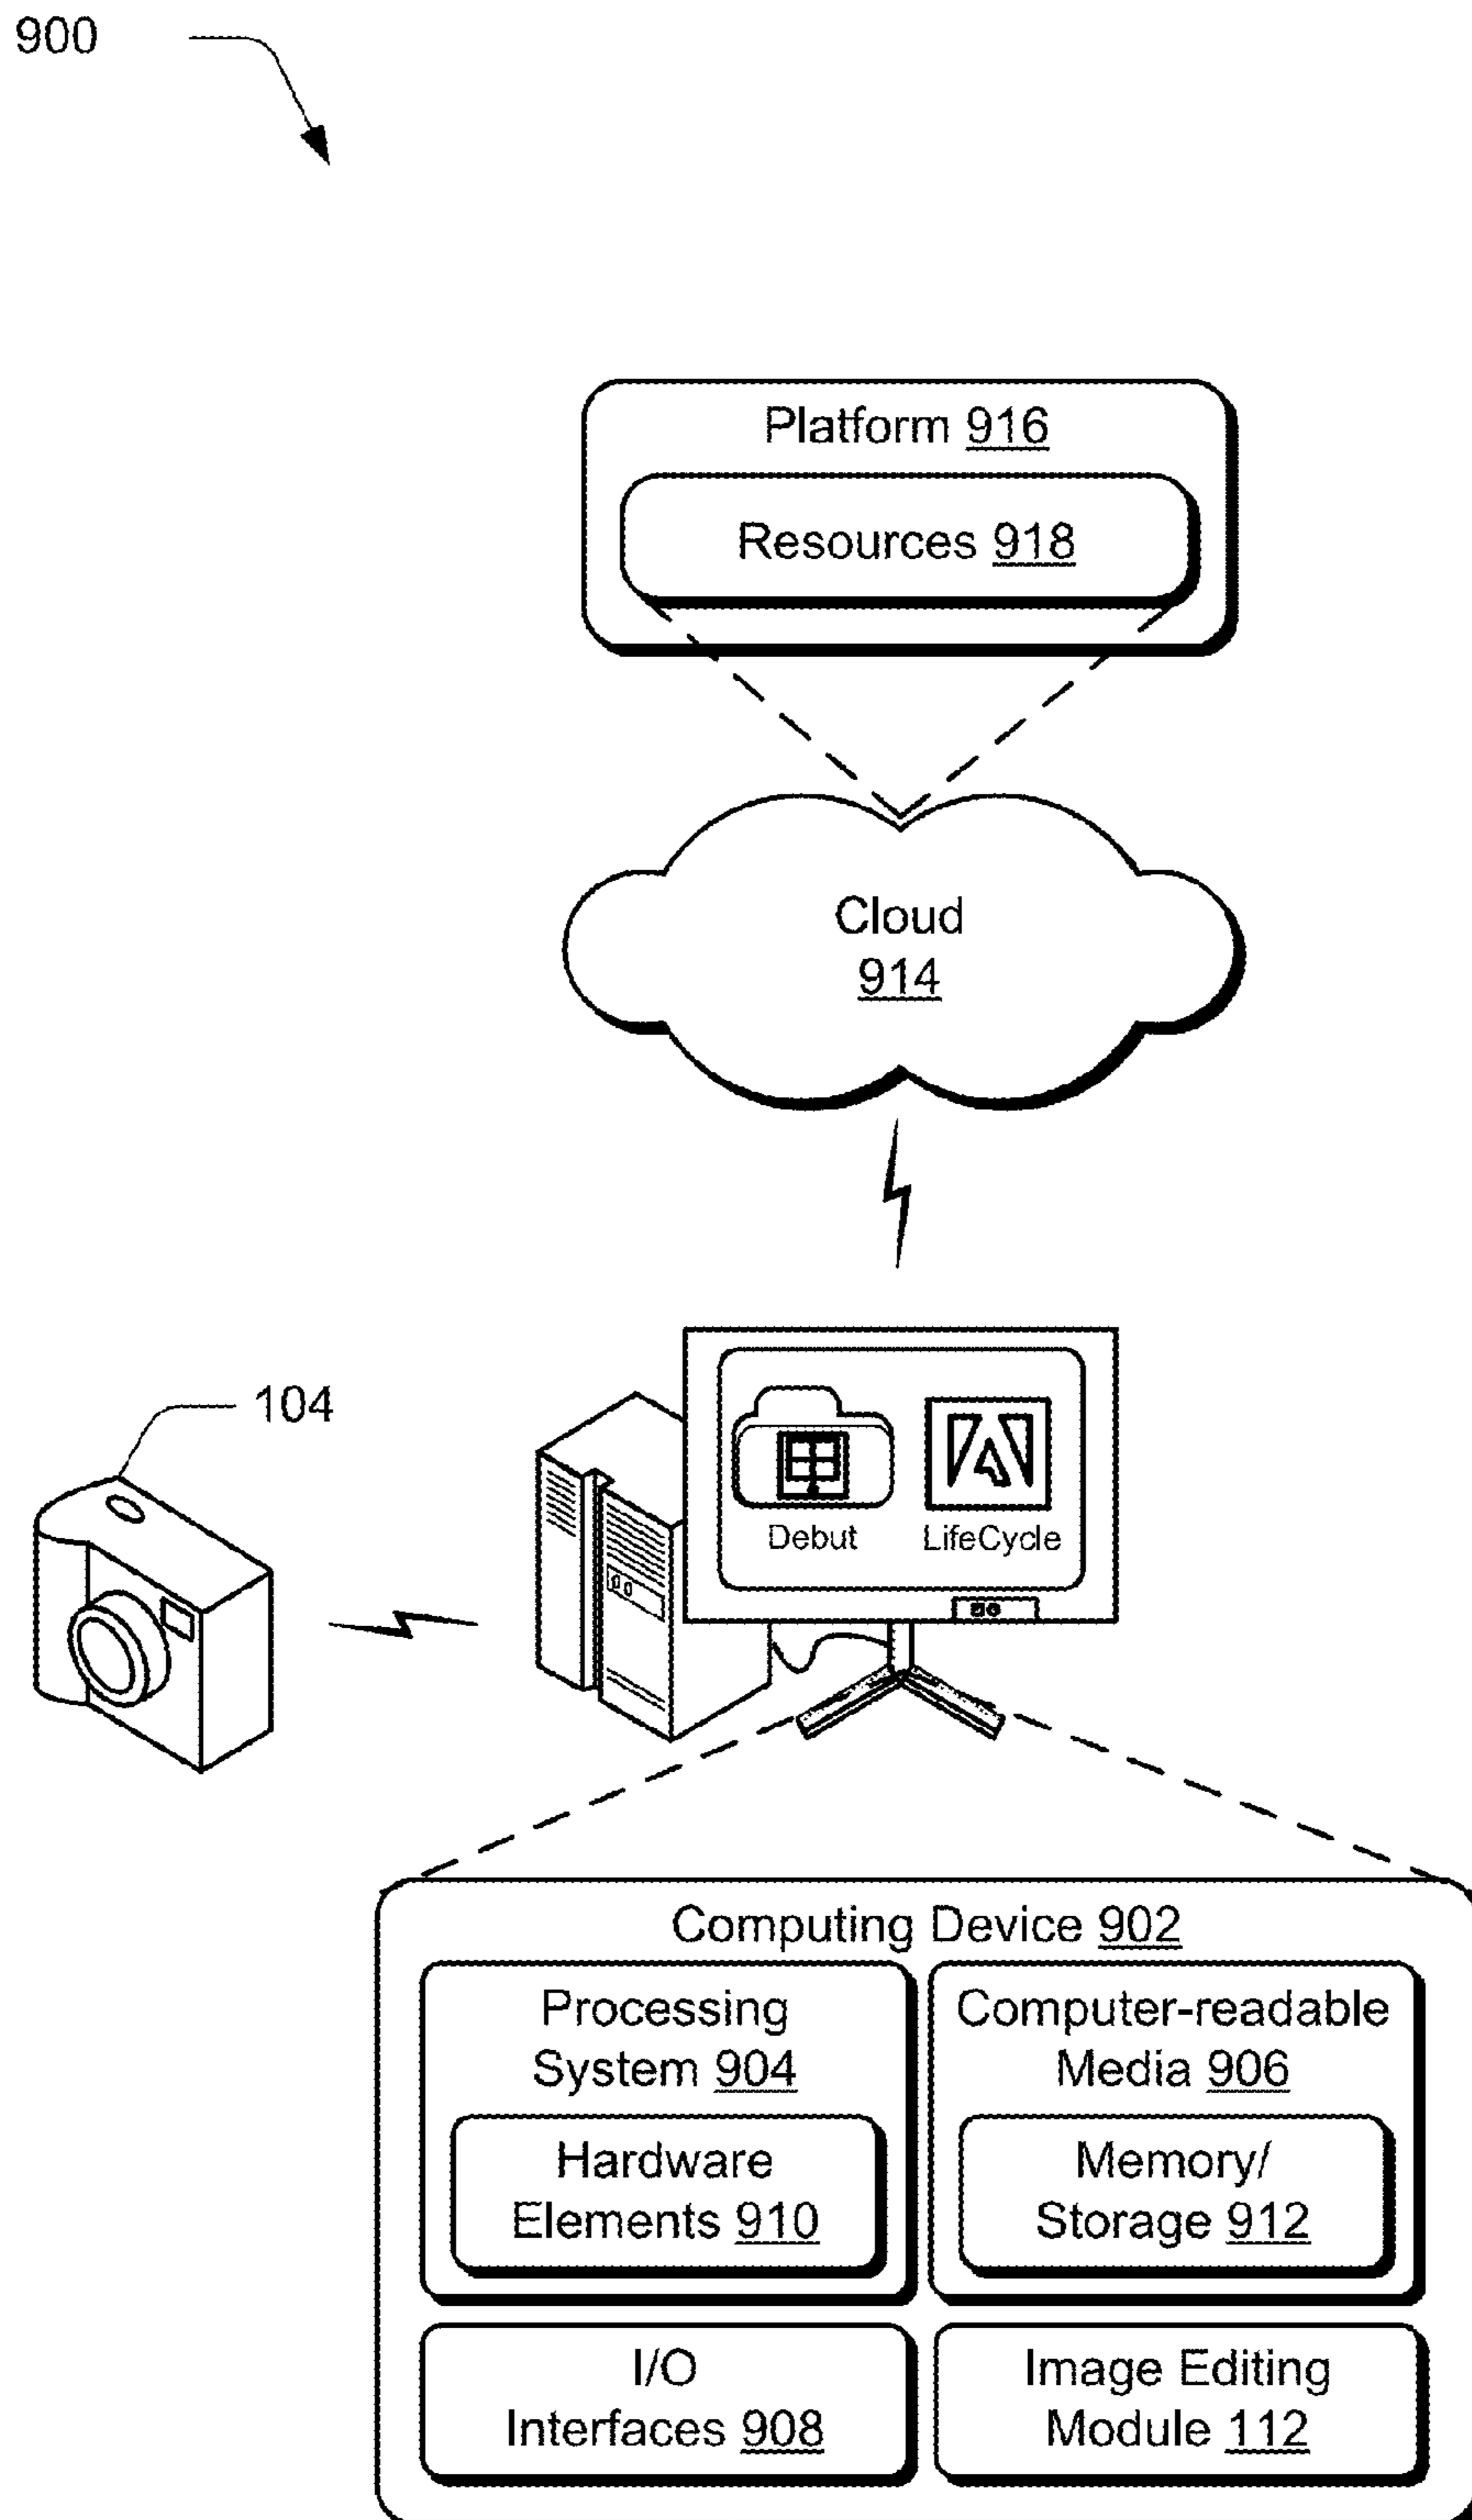 900
Platform 916
Resources 918
Cloud
914
104
Debut
LifeCycle
Computing Device 902
Processing
System 904
Hardware
Elements 910
Computer-readable
Media 906
Memory/
Storage 912
I/O
Interfaces 908
Image Editing
Module 112